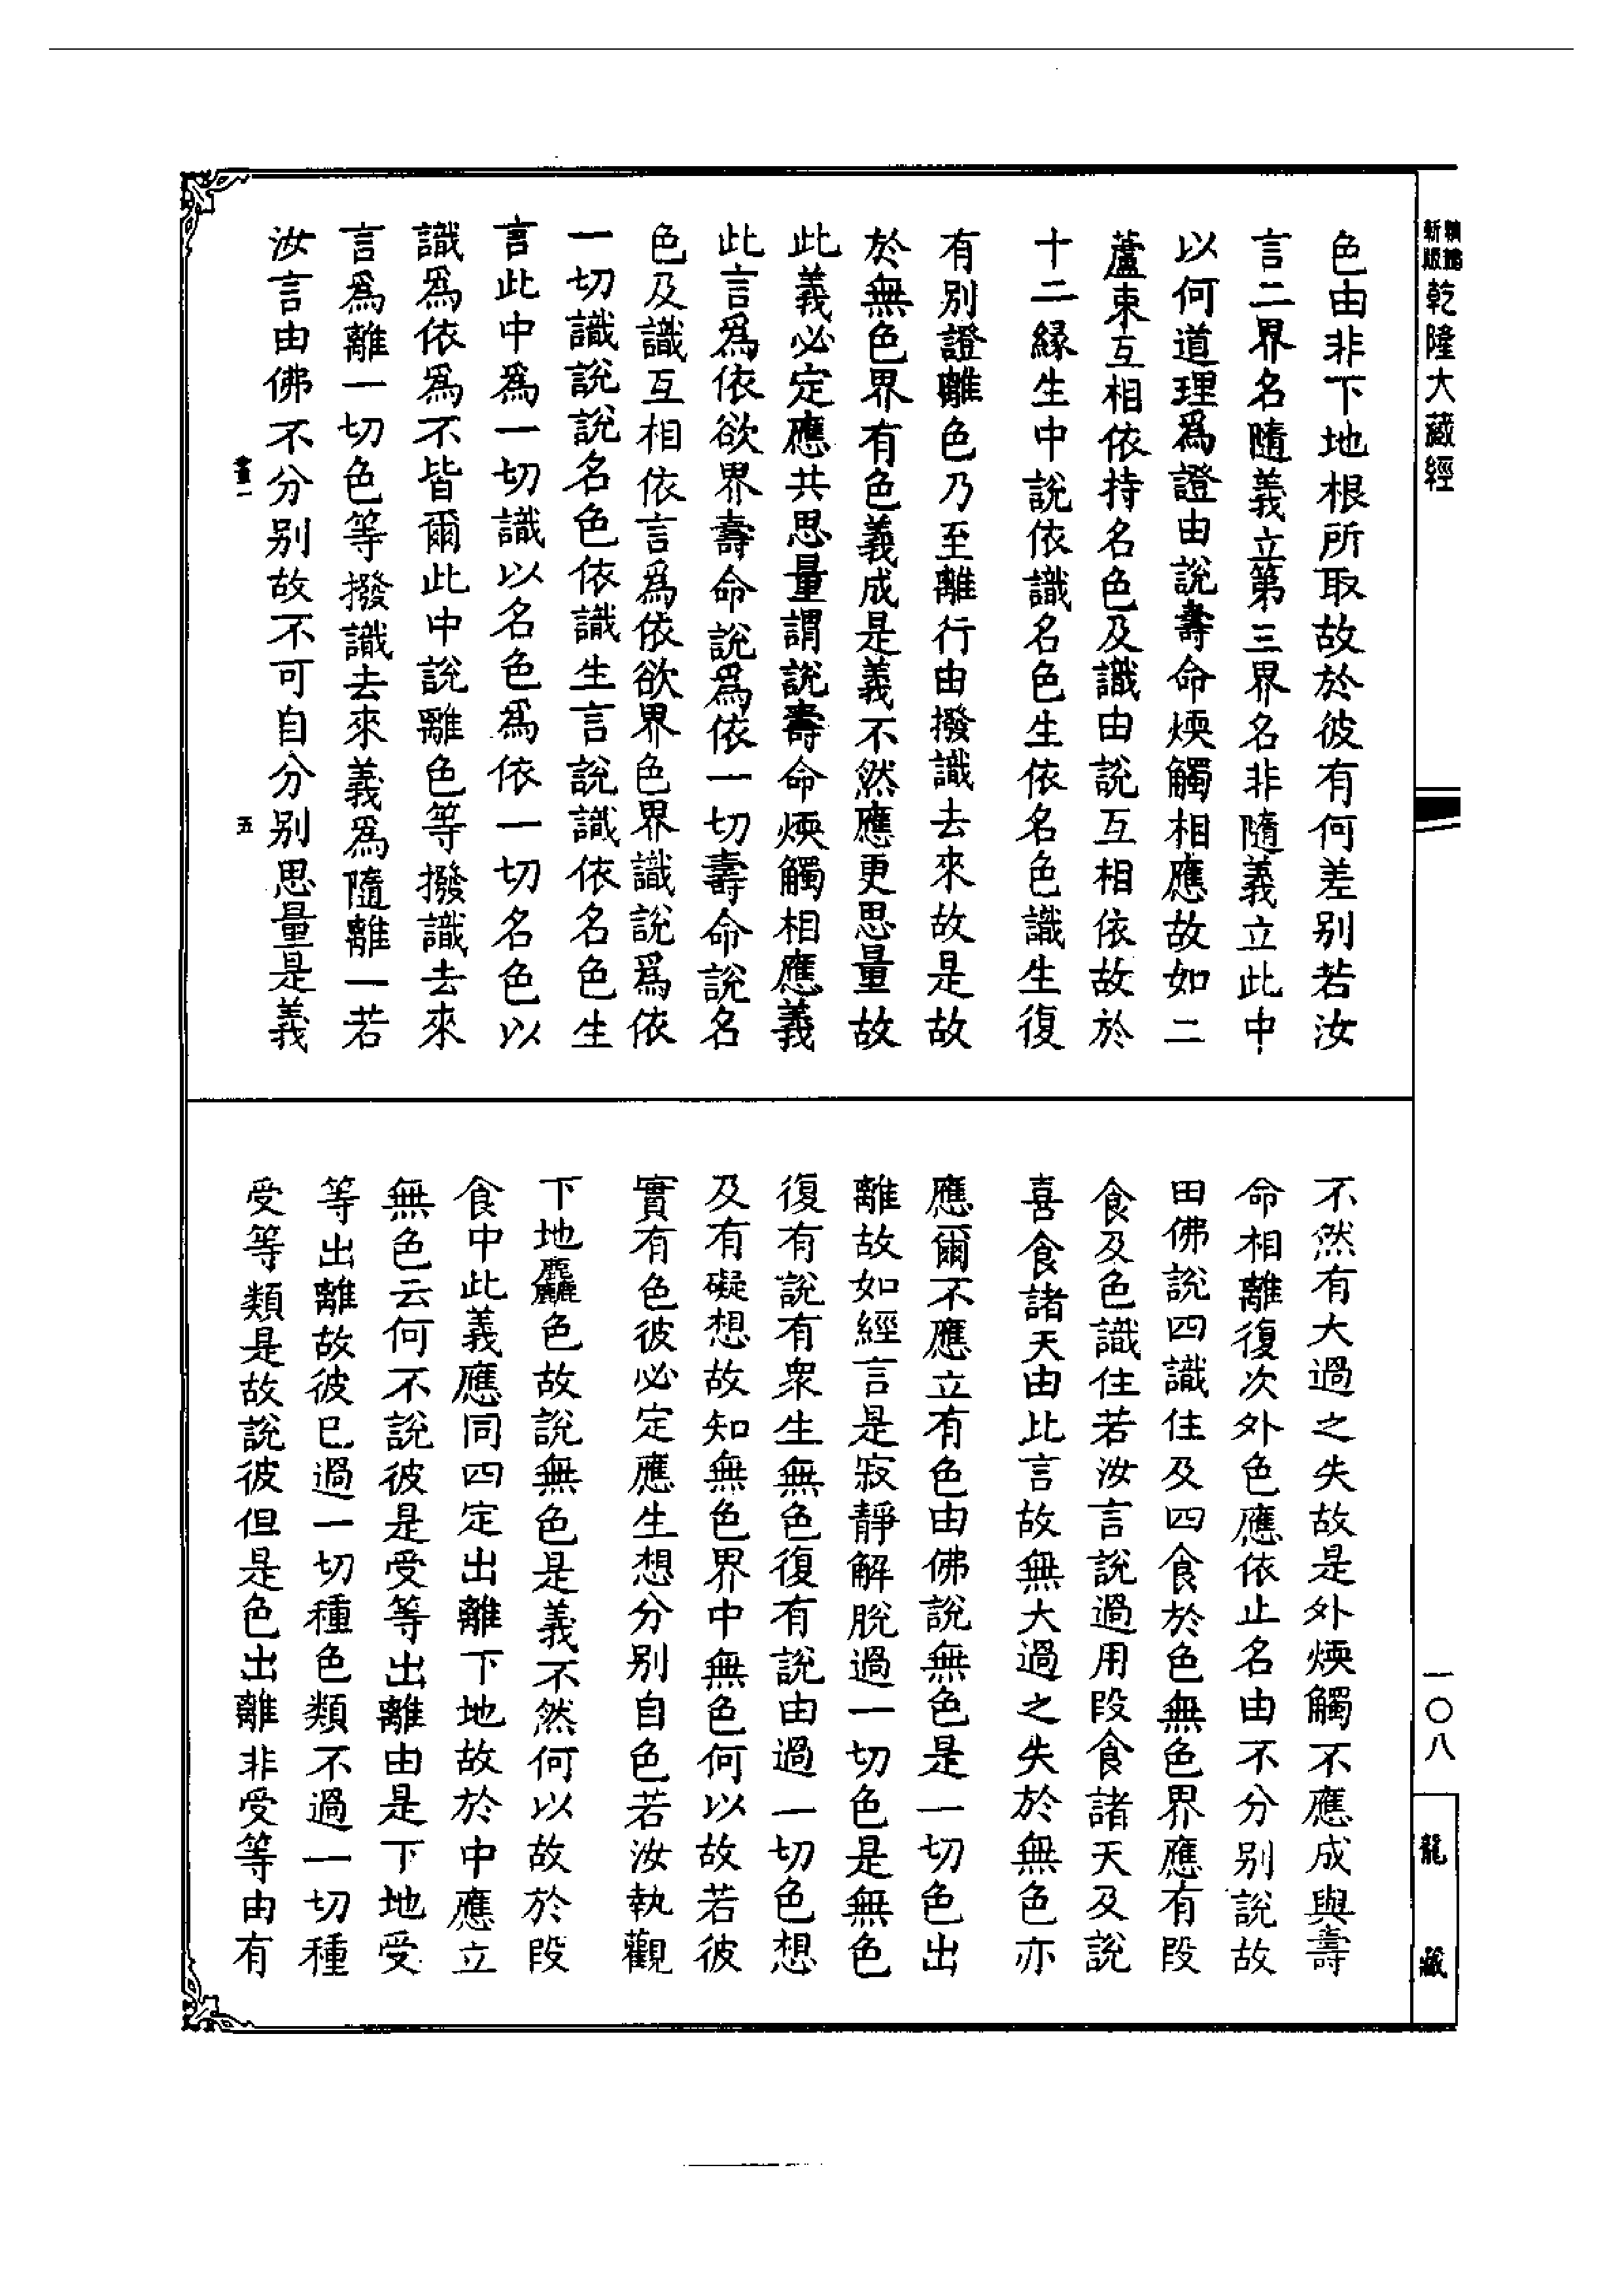 新版
乾隆大藏經
一〇八
龍藏
色由非下地根所取故於彼有何差别若汝
言二界名隨義立第三界名非隨義立此中
以何道理爲證由說壽命煗觸相應故如二
蘆束互相依持名色及識由說互相依故於
十二緣生中說依識名色生依名色識生復
有別證離色乃至離行由撥識去來故是故
於無色界有色義成是義不然應更思量故
此義必定應共思量謂說壽命煗觸相應義
此言爲依欲界壽命說爲依一切壽命說名
色及識互相依言爲依欲界色界識說爲依
一切識說說名色依識生言說識依名色生
言此中爲一切識以名色爲依一切名色以
識爲依爲不皆爾此中說離色等撥識去來
言爲離一切色等撥識去來義爲隨離一若
汝言由佛不分别故不可自分别思量是義
五
不然有大過之失故是外煗觸不應成與壽
命相離復次外色應依止名由不分别說故
田佛說四識住及四食於色無色界應有段
食及色識住若汝言說過用段食諸天及說
喜食諸天由比言故無大過之失於無色亦
應爾不應立有色由佛說無色是一切色出
離故如經言是寂靜解脫過一切色是無色
復有說有衆生無色復有說由過一切色想
及有礙想故知無色界中無色何以故若彼
實有色彼必定應生想分别自色若汝執觀
下地麤色故說無色是義不然何以故於段
食中此義應同四定出離下地故於中應立
無色云何不說彼是受等出離由是下地受
等出離故彼已過一切種色類不過一切種
受等類是故說彼但是色出離非受等由有